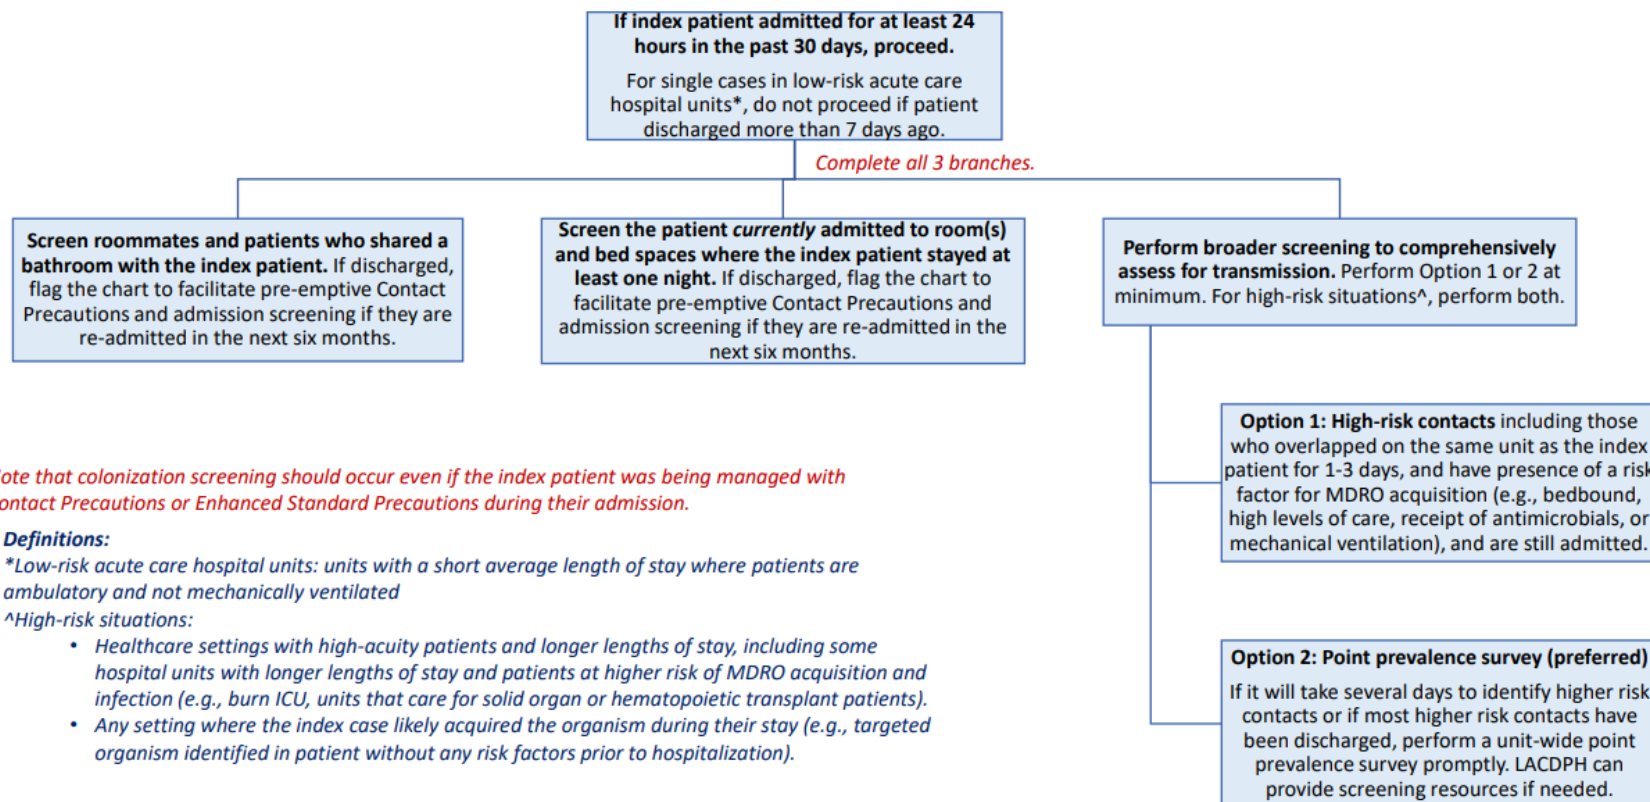 If index patient admitted for at least 24
hours in the past 30 days, proceed.
For single cases in low-risk acute care
hospital units*, do not proceed if patient
discharged more than 7 days ago.
Complete all 3 branches.
Screen roommates and patients who shared a
bathroom with the index patient. If discharged,
flag the chart to facilitate pre-emptive Contact
Precautions and admission screening if they are
re-admitted in the next six months.
Screen the patient currently admitted to room(s)
and bed spaces where the index patient stayed at
least one night. If discharged, flag the chart to
facilitate pre-emptive Contact Precautions and
admission screening if they are re-admitted in the
next six months.
Perform broader screening to comprehensively
assess for transmission. Perform Option 1 or 2 at
minimum. For high-risk situations^, perform both.
Option 1: High-risk contacts including those
who overlapped on the same unit as the index
patient for 1-3 days, and have presence of a risk
factor for MDRO acquisition (e.g., bedbound,
high levels of care, receipt of antimicrobials, or
mechanical ventilation), and are still admitted.
Option 2: Point prevalence survey (preferred)
If it will take several days to identify higher risk
contacts or if most higher risk contacts have
been discharged, perform a unit-wide point
prevalence survey promptly. LACDPH can
provide screening resources if needed.
ote that colonization screening should occur even if the index patient was being managed with
ontact Precautions or Enhanced Standard Precautions during their admission.
Definitions:
*Low-risk acute care hospital units: units with a short average length of stay where patients are
ambulatory and not mechanically ventilated
^High-risk situations:
• Healthcare settings with high-acuity patients and longer lengths of stay, including some
hospital units with longer lengths of stay and patients at higher risk of MDRO acquisition and
infection (e.g., burn ICU, units that care for solid organ or hematopoietic transplant patients).
• Any setting where the index case likely acquired the organism during their stay (e.g., targeted
organism identified in patient without any risk factors prior to hospitalization).